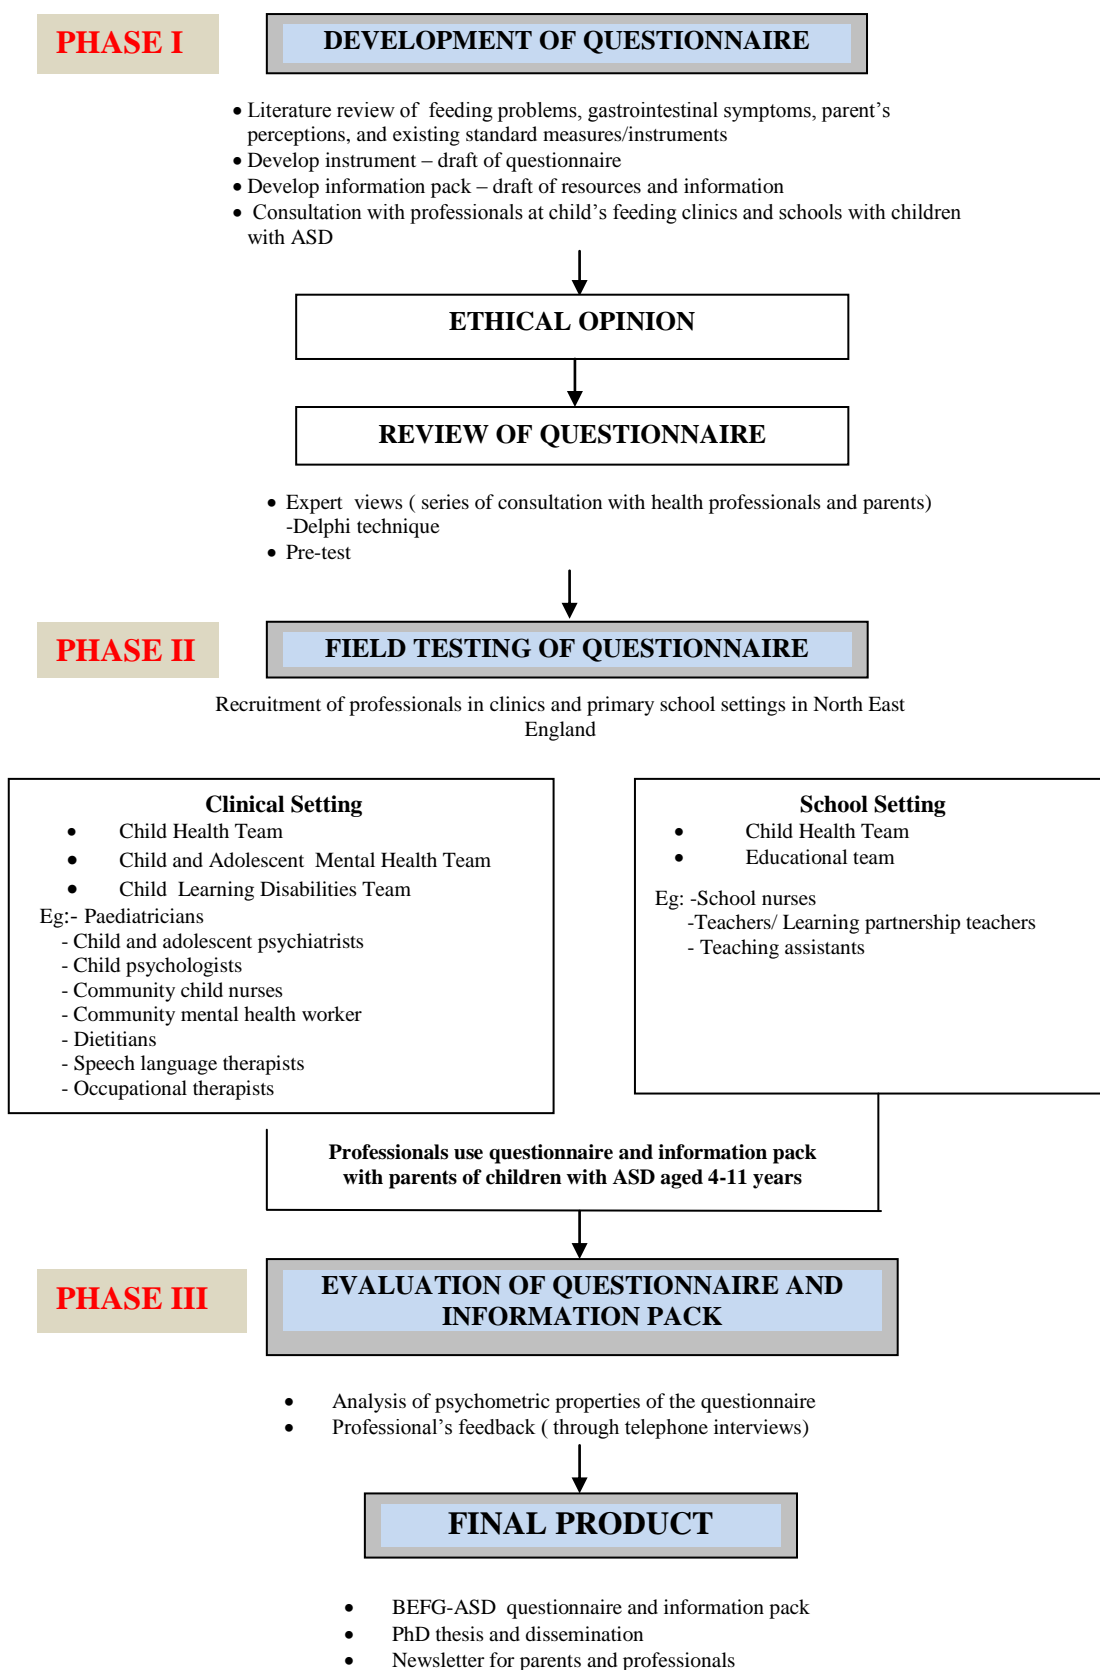 PHASE I
DEVELOPMENT OF QUESTIONNAIRE
• Literature review of feeding problems, gastrointestinal symptoms, parent's
perceptions, and existing standard measures/instruments
• Develop instrument – draft of questionnaire
• Develop information pack – draft of resources and information
• Consultation with professionals at child's feeding clinics and schools with children
with ASD
ETHICAL OPINION
REVIEW OF QUESTIONNAIRE
• Expert views ( series of consultation with health professionals and parents)
-Delphi technique
• Pre-test
PHASE II
FIELD TESTING OF QUESTIONNAIRE
Recruitment of professionals in clinics and primary school settings in North East
England
Clinical Setting
• Child Health Team
• Child and Adolescent Mental Health Team
• Child Learning Disabilities Team
Eg:- Paediatricians
- Child and adolescent psychiatrists
- Child psychologists
- Community child nurses
- Community mental health worker
- Dietitians
- Speech language therapists
- Occupational therapists
School Setting
• Child Health Team
• Educational team
Eg: -School nurses
-Teachers/ Learning partnership teachers
- Teaching assistants
Professionals use questionnaire and information pack
with parents of children with ASD aged 4-11 years
PHASE III
EVALUATION OF QUESTIONNAIRE AND
INFORMATION PACK
• Analysis of psychometric properties of the questionnaire
• Professional's feedback ( through telephone interviews)
FINAL PRODUCT
• BEFG-ASD questionnaire and information pack
• PhD thesis and dissemination
• Newsletter for parents and professionals